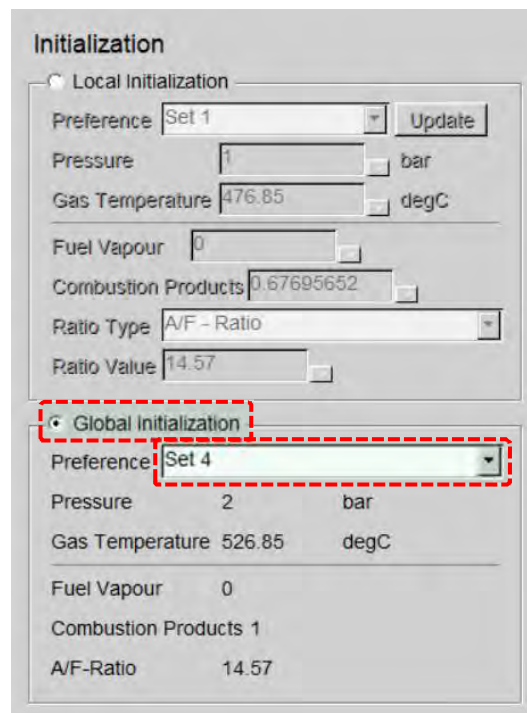 Initialization
Local Initialization
Preference Set 1 Update
Pressure 1 bar
Gas Temperature 476.85 degC
Fuel Vapour 0
Combustion Products 0.67695652
Ratio Type A/F - Ratio
Ratio Value 14.57
Global Initialization
Preference Set 4
Pressure 2 bar
Gas Temperature 526.85 degC
Fuel Vapour 0
Combustion Products 1
A/F-Ratio 14.57